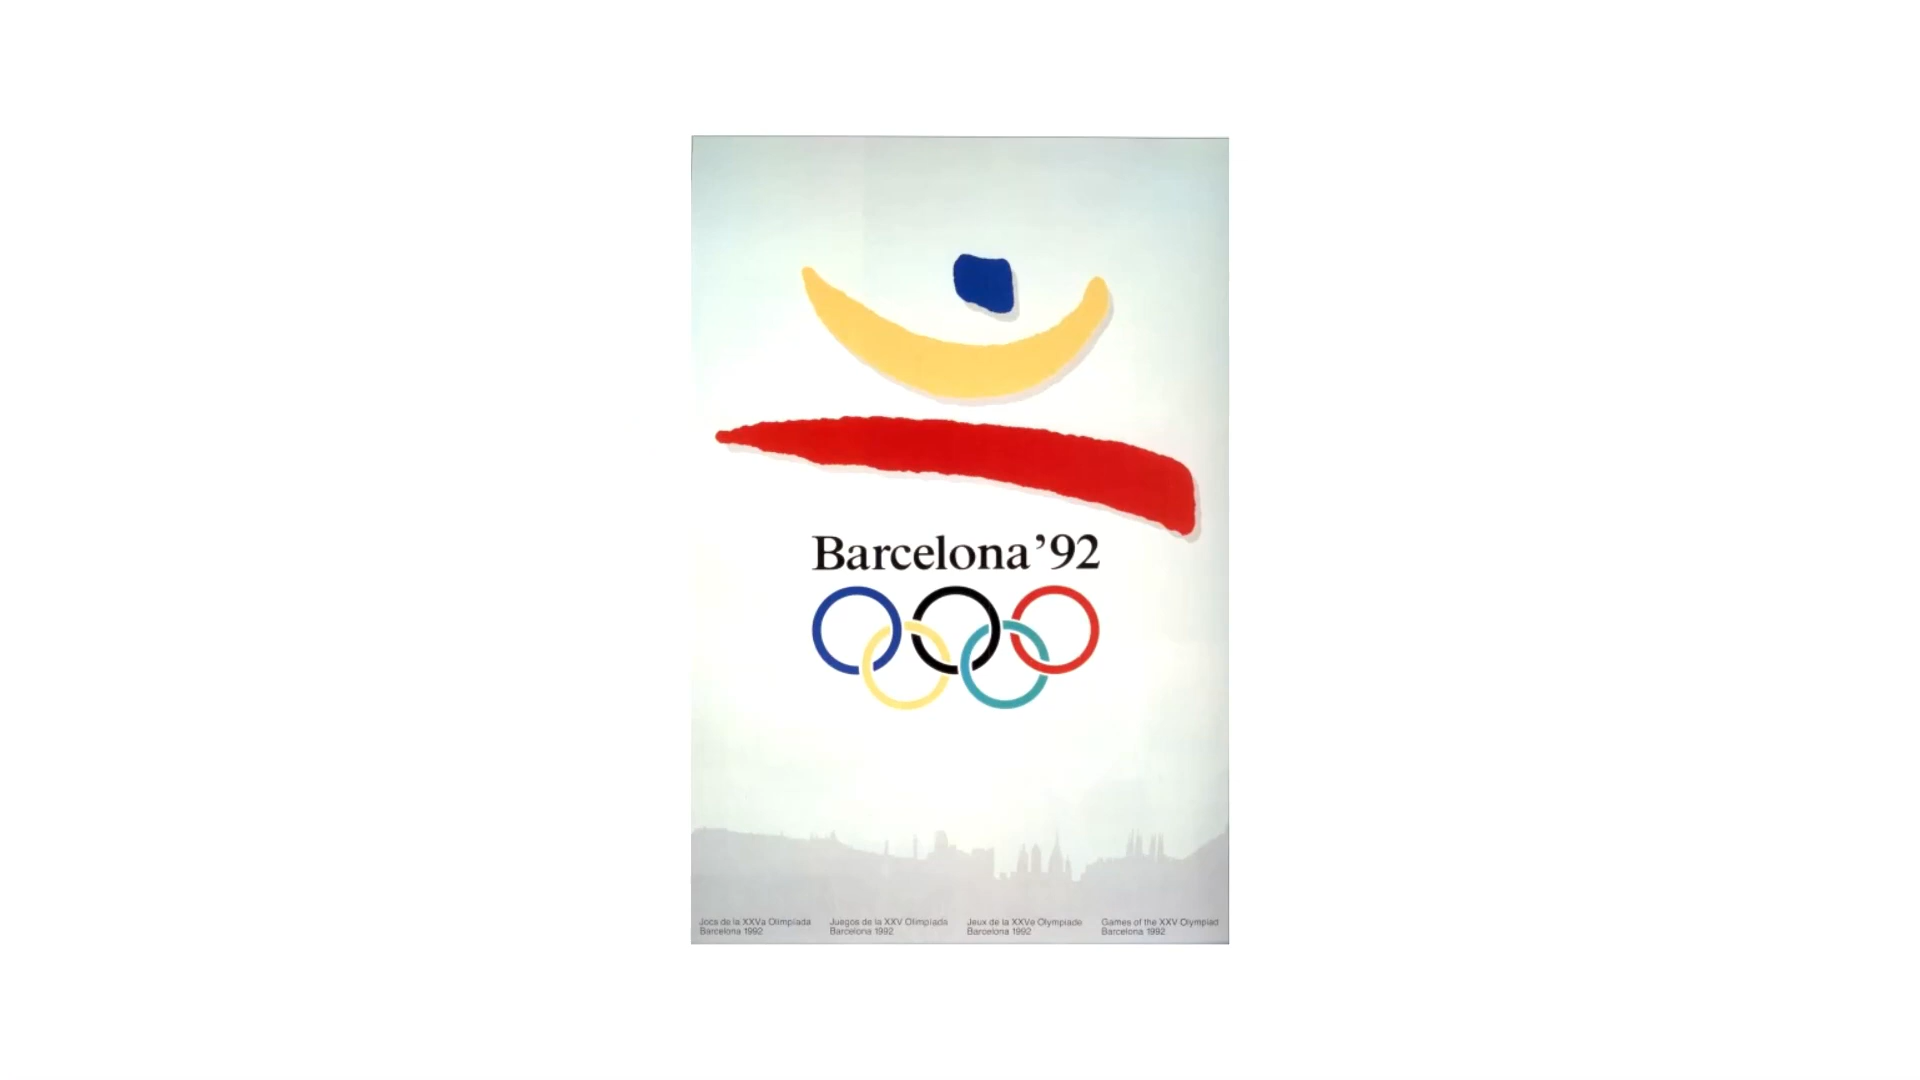 Barcelona ’92
Jocs de la XXVa Olimpíada
Barcelona 1992
Juegos de la XXV Olimpiada
Barcelona 1992
Jeux de la XXVe Olympiade
Barcelona 1992
Games of the XXV Olympiad
Barcelona 1992